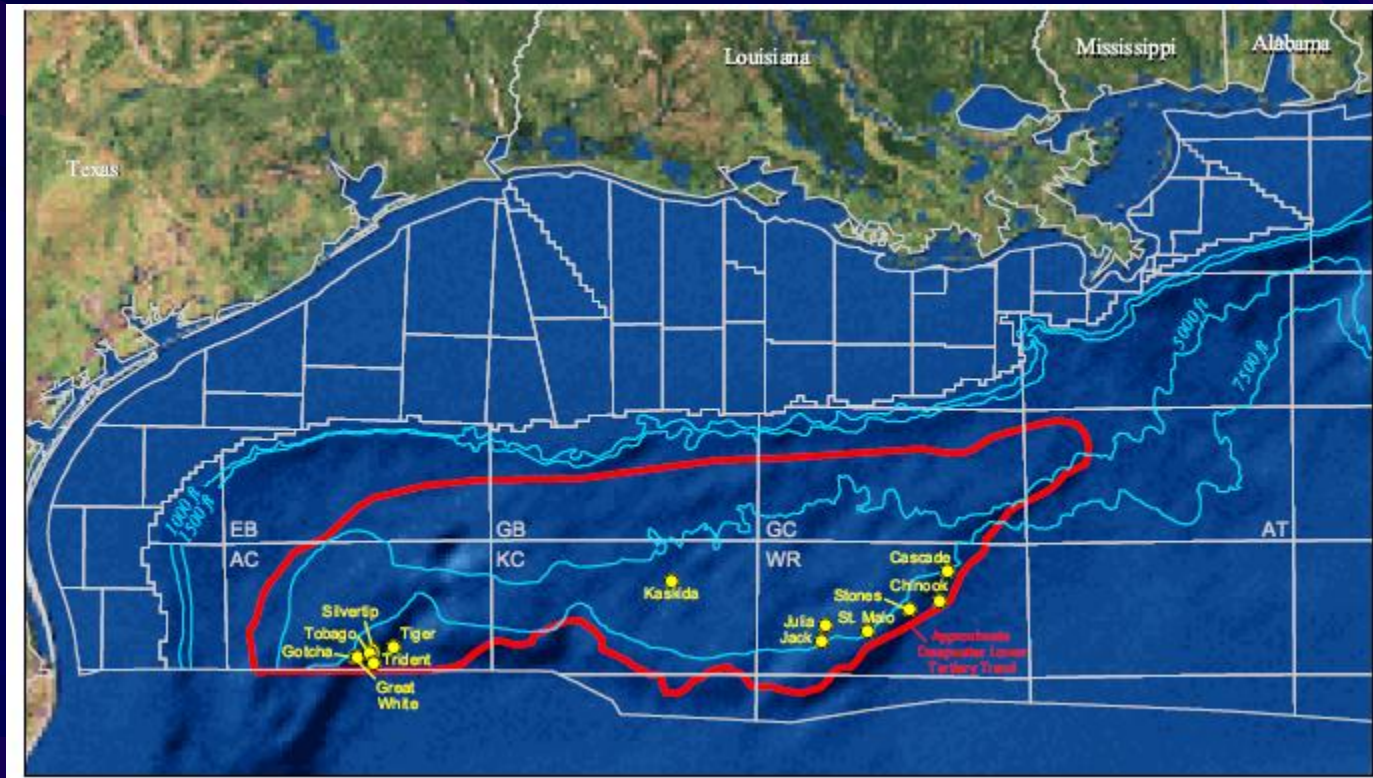 Louisiana
Mississippi
Alabama
Texas
5000 ft
7500 ft
1000 ft
1500 ft
EB
GB
GC
AT
AC
KC
WR
Cascade
Kaskida
Chinook
Stones
Silvertip
Julia
St. Malo
Tobago
Tiger
Jack
Gotcha
Trident
Approximate
Deepwater Lower
Tertiary Trend
Great
White